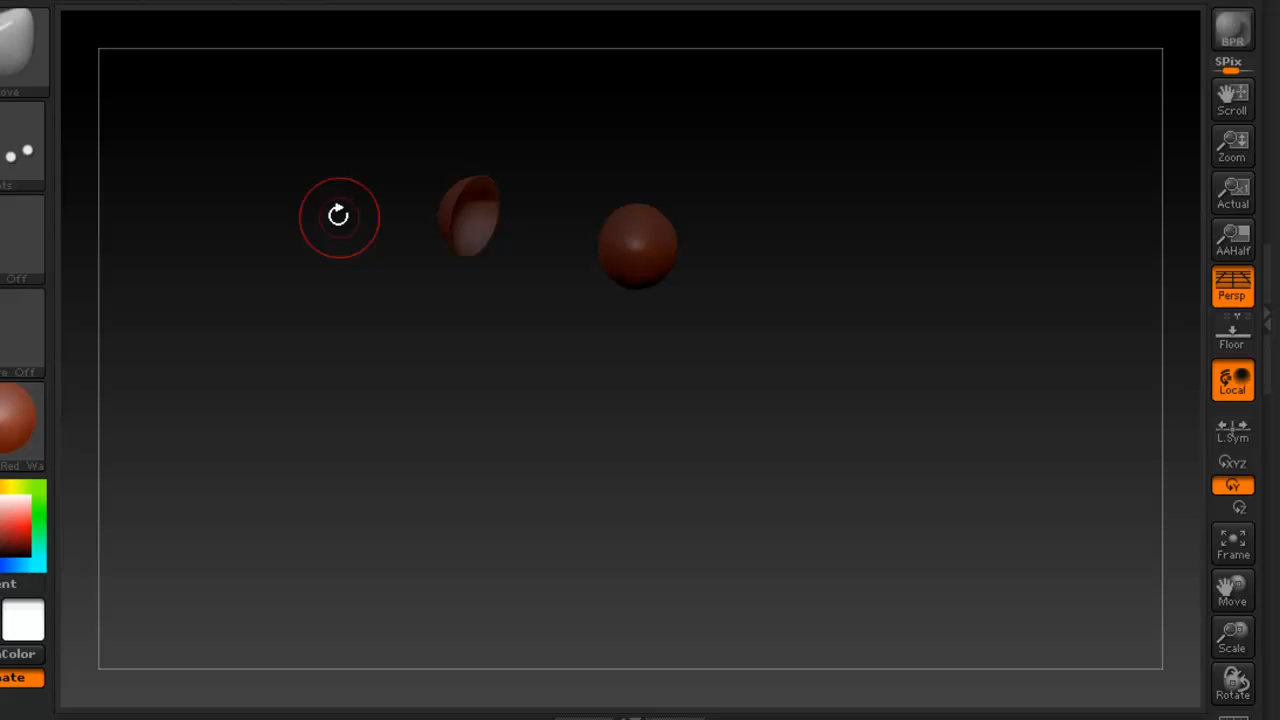 BPR
SPix
Scroll
Zoom
Actual
AAHalf
Persp
Floor
Local
L.Sym
XYZ
Y
Z
Frame
Move
Scale
Rotate
ove
ts
Off
re Off
Red Wa
ent
Color
ate